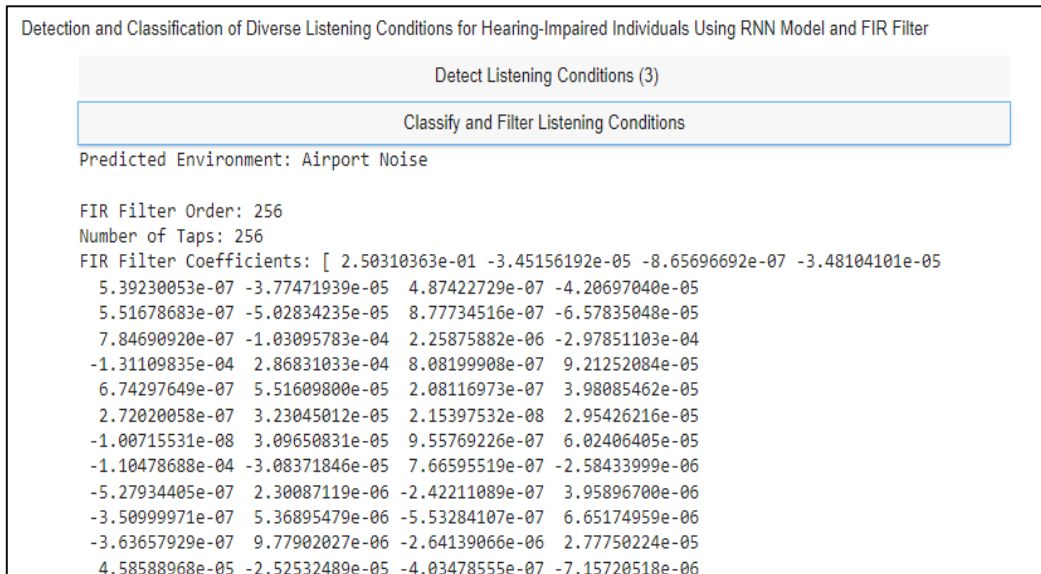 Detection and Classification of Diverse Listening Conditions for Hearing-Impaired Individuals Using RNN Model and FIR Filter
Detect Listening Conditions (3)
Classify and Filter Listening Conditions
Predicted Environment: Airport Noise
FIR Filter Order: 256
Number of Taps: 256
FIR Filter Coefficients: [ 2.50310363e-01 -3.45156192e-05 -8.65696692e-07 -3.48104101e-05
5.39230053e-07 -3.77471939e-05 4.87422729e-07 -4.20697040e-05
5.51678683e-07 -5.02834235e-05 8.77734516e-07 -6.57835048e-05
7.84690920e-07 -1.03095783e-04 2.25875882e-06 -2.97851103e-04
-1.31109835e-04 2.86831033e-04 8.08199908e-07 9.21252084e-05
6.74297649e-07 5.51609800e-05 2.08116973e-07 3.98085462e-05
2.72020058e-07 3.23045012e-05 2.15397532e-08 2.95426216e-05
-1.00715531e-08 3.09650831e-05 9.55769226e-07 6.02406405e-05
-1.10478688e-04 -3.08371846e-05 7.66595519e-07 -2.58433999e-06
-5.27934405e-07 2.30087119e-06 -2.42211089e-07 3.95896700e-06
-3.50999971e-07 5.36895479e-06 -5.53284107e-07 6.65174959e-06
-3.63657929e-07 9.77902027e-06 -2.64139066e-06 2.77750224e-05
4.58588968e-05 -2.52532489e-05 -4.03478555e-07 -7.15720518e-06